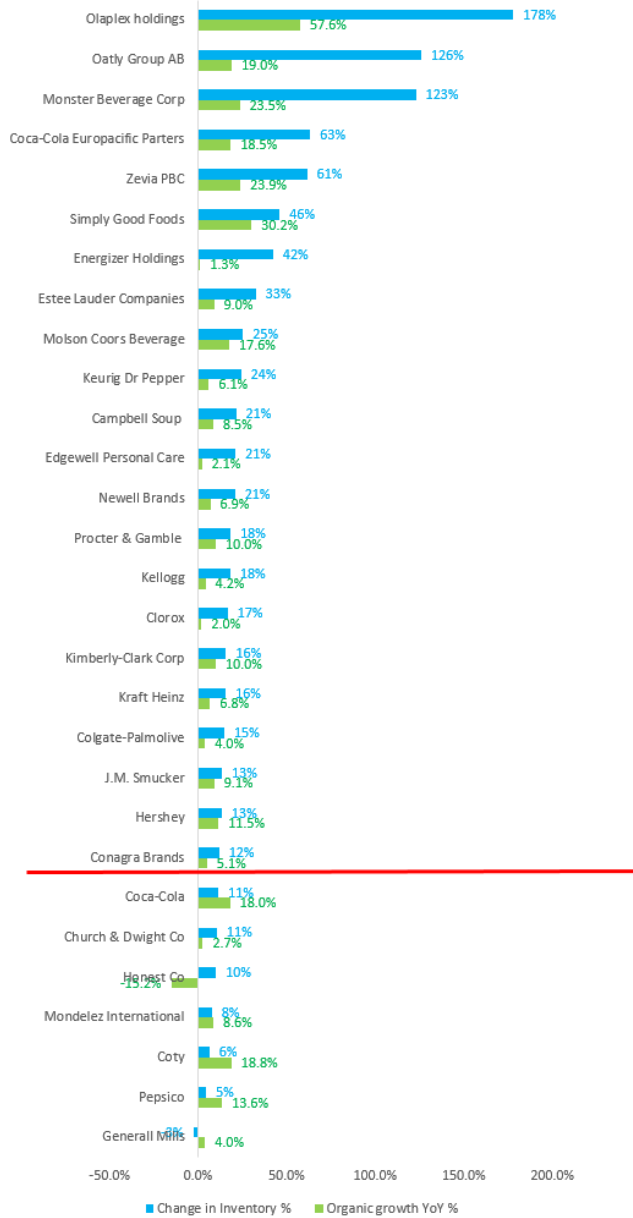 Olaplex holdings 178%
57.6%
Oatly Group AB 126%
19.0%
Monster Beverage Corp 123%
23.5%
Coca-Cola Europacific Parters 63%
18.5%
Zevia PBC 61%
23.9%
Simply Good Foods 46%
30.2%
Energizer Holdings 42%
1.3%
Estee Lauder Companies 33%
9.0%
Molson Coors Beverage 25%
17.6%
Keurig Dr Pepper 24%
6.1%
Campbell Soup 21%
8.5%
Edgewell Personal Care 21%
2.1%
Newell Brands 21%
6.9%
Procter & Gamble 18%
10.0%
Kellogg 18%
4.2%
Clorox 17%
2.0%
Kimberly-Clark Corp 16%
10.0%
Kraft Heinz 16%
6.8%
Colgate-Palmolive 15%
4.0%
J.M. Smucker 13%
9.1%
Hershey 13%
11.5%
Conagra Brands 12%
5.1%
Coca-Cola 11%
18.0%
Church & Dwight Co 11%
2.7%
Honest Co 10%
-15.2%
Mondelez International 8%
8.6%
Coty 6%
18.8%
Pepsico 5%
13.6%
Generall Mills
4.0%
-50.0% 0.0% 50.0% 100.0% 150.0% 200.0%
Change in Inventory % Organic growth YoY %